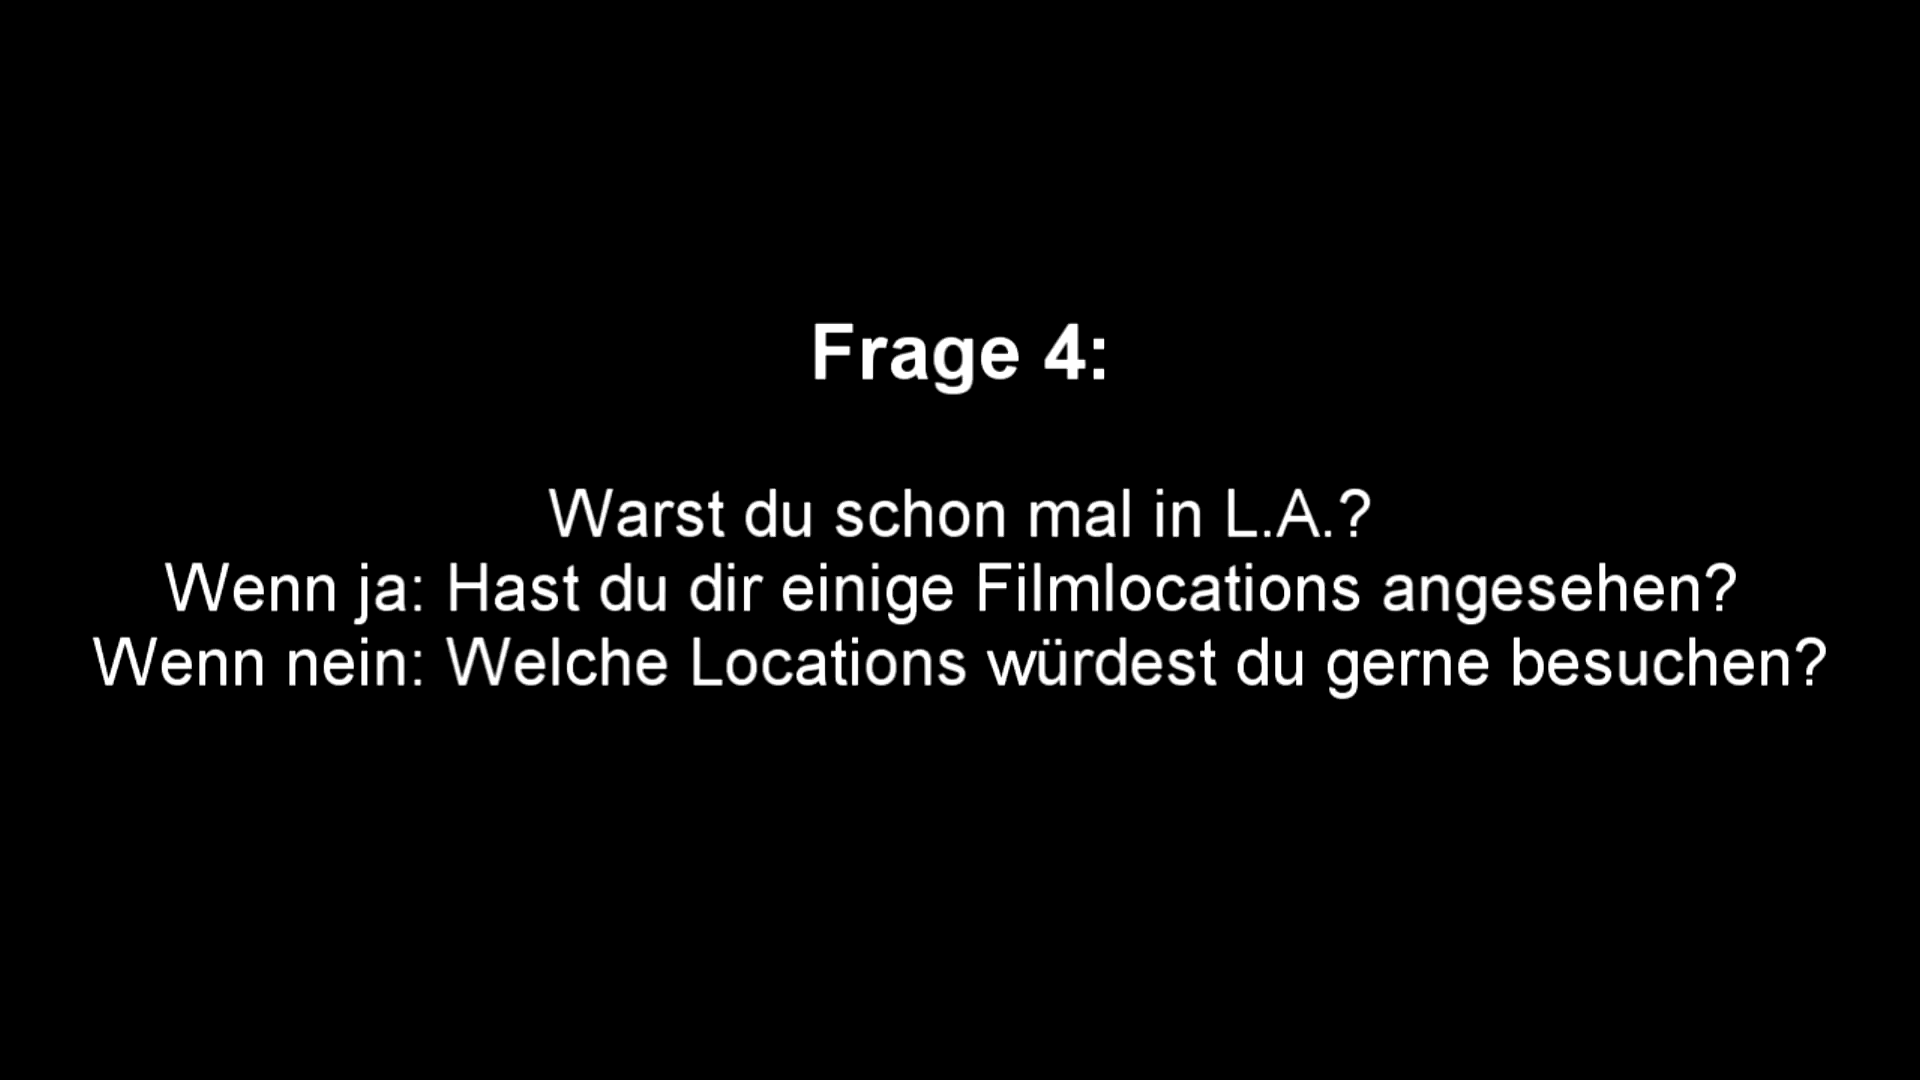 Frage 4:
Warst du schon mal in L.A.?
Wenn ja: Hast du dir einige Filmlocations angesehen?
Wenn nein: Welche Locations würdest du gerne besuchen?